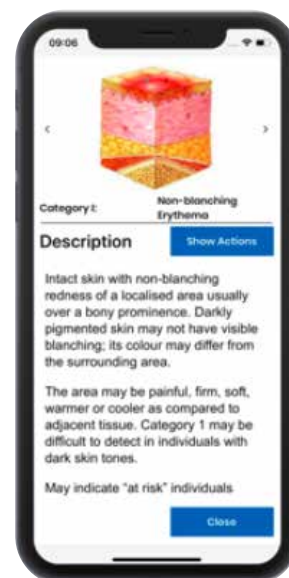 09:06
Category I:
Non-blanching
Erythema
Description
Show Actions
Intact skin with non-blanching
redness of a localised area usually
over a bony prominence. Darkly
pigmented skin may not have visible
blanching; its colour may differ from
the surrounding area.
The area may be painful, firm, soft,
warmer or cooler as compared to
adjacent tissue. Category 1 may be
difficult to detect in individuals with
dark skin tones.
May indicate "at risk" individuals
Close